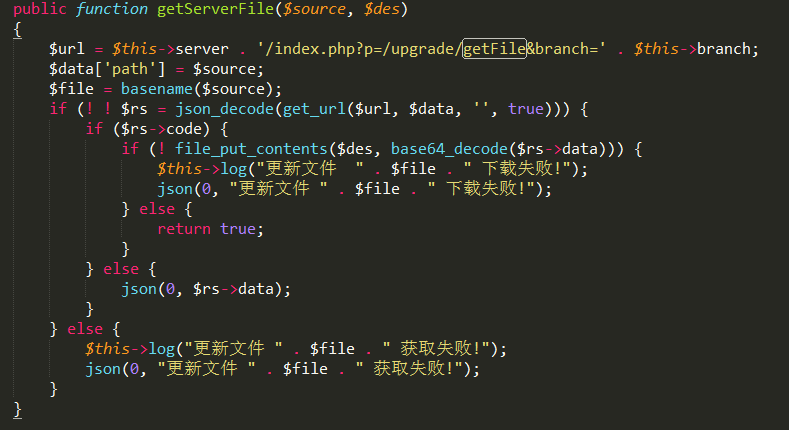 public function getServerFile($source, $des)
{
    $url = $this->server . '/index.php?p=/upgrade/getFile&branch=' . $this->branch;
    $data['path'] = $source;
    $file = basename($source);
    if (! ! $rs = json_decode(get_url($url, $data, '', true))) {
        if ($rs->code) {
            if (! file_put_contents($des, base64_decode($rs->data))) {
                $this->log("更新文件  " . $file . " 下载失败!");
                json(0, "更新文件 " . $file . " 下载失败!");
            } else {
                return true;
            }
        } else {
            json(0, $rs->data);
        }
    } else {
        $this->log("更新文件 " . $file . " 获取失败!");
        json(0, "更新文件 " . $file . " 获取失败!");
    }
}